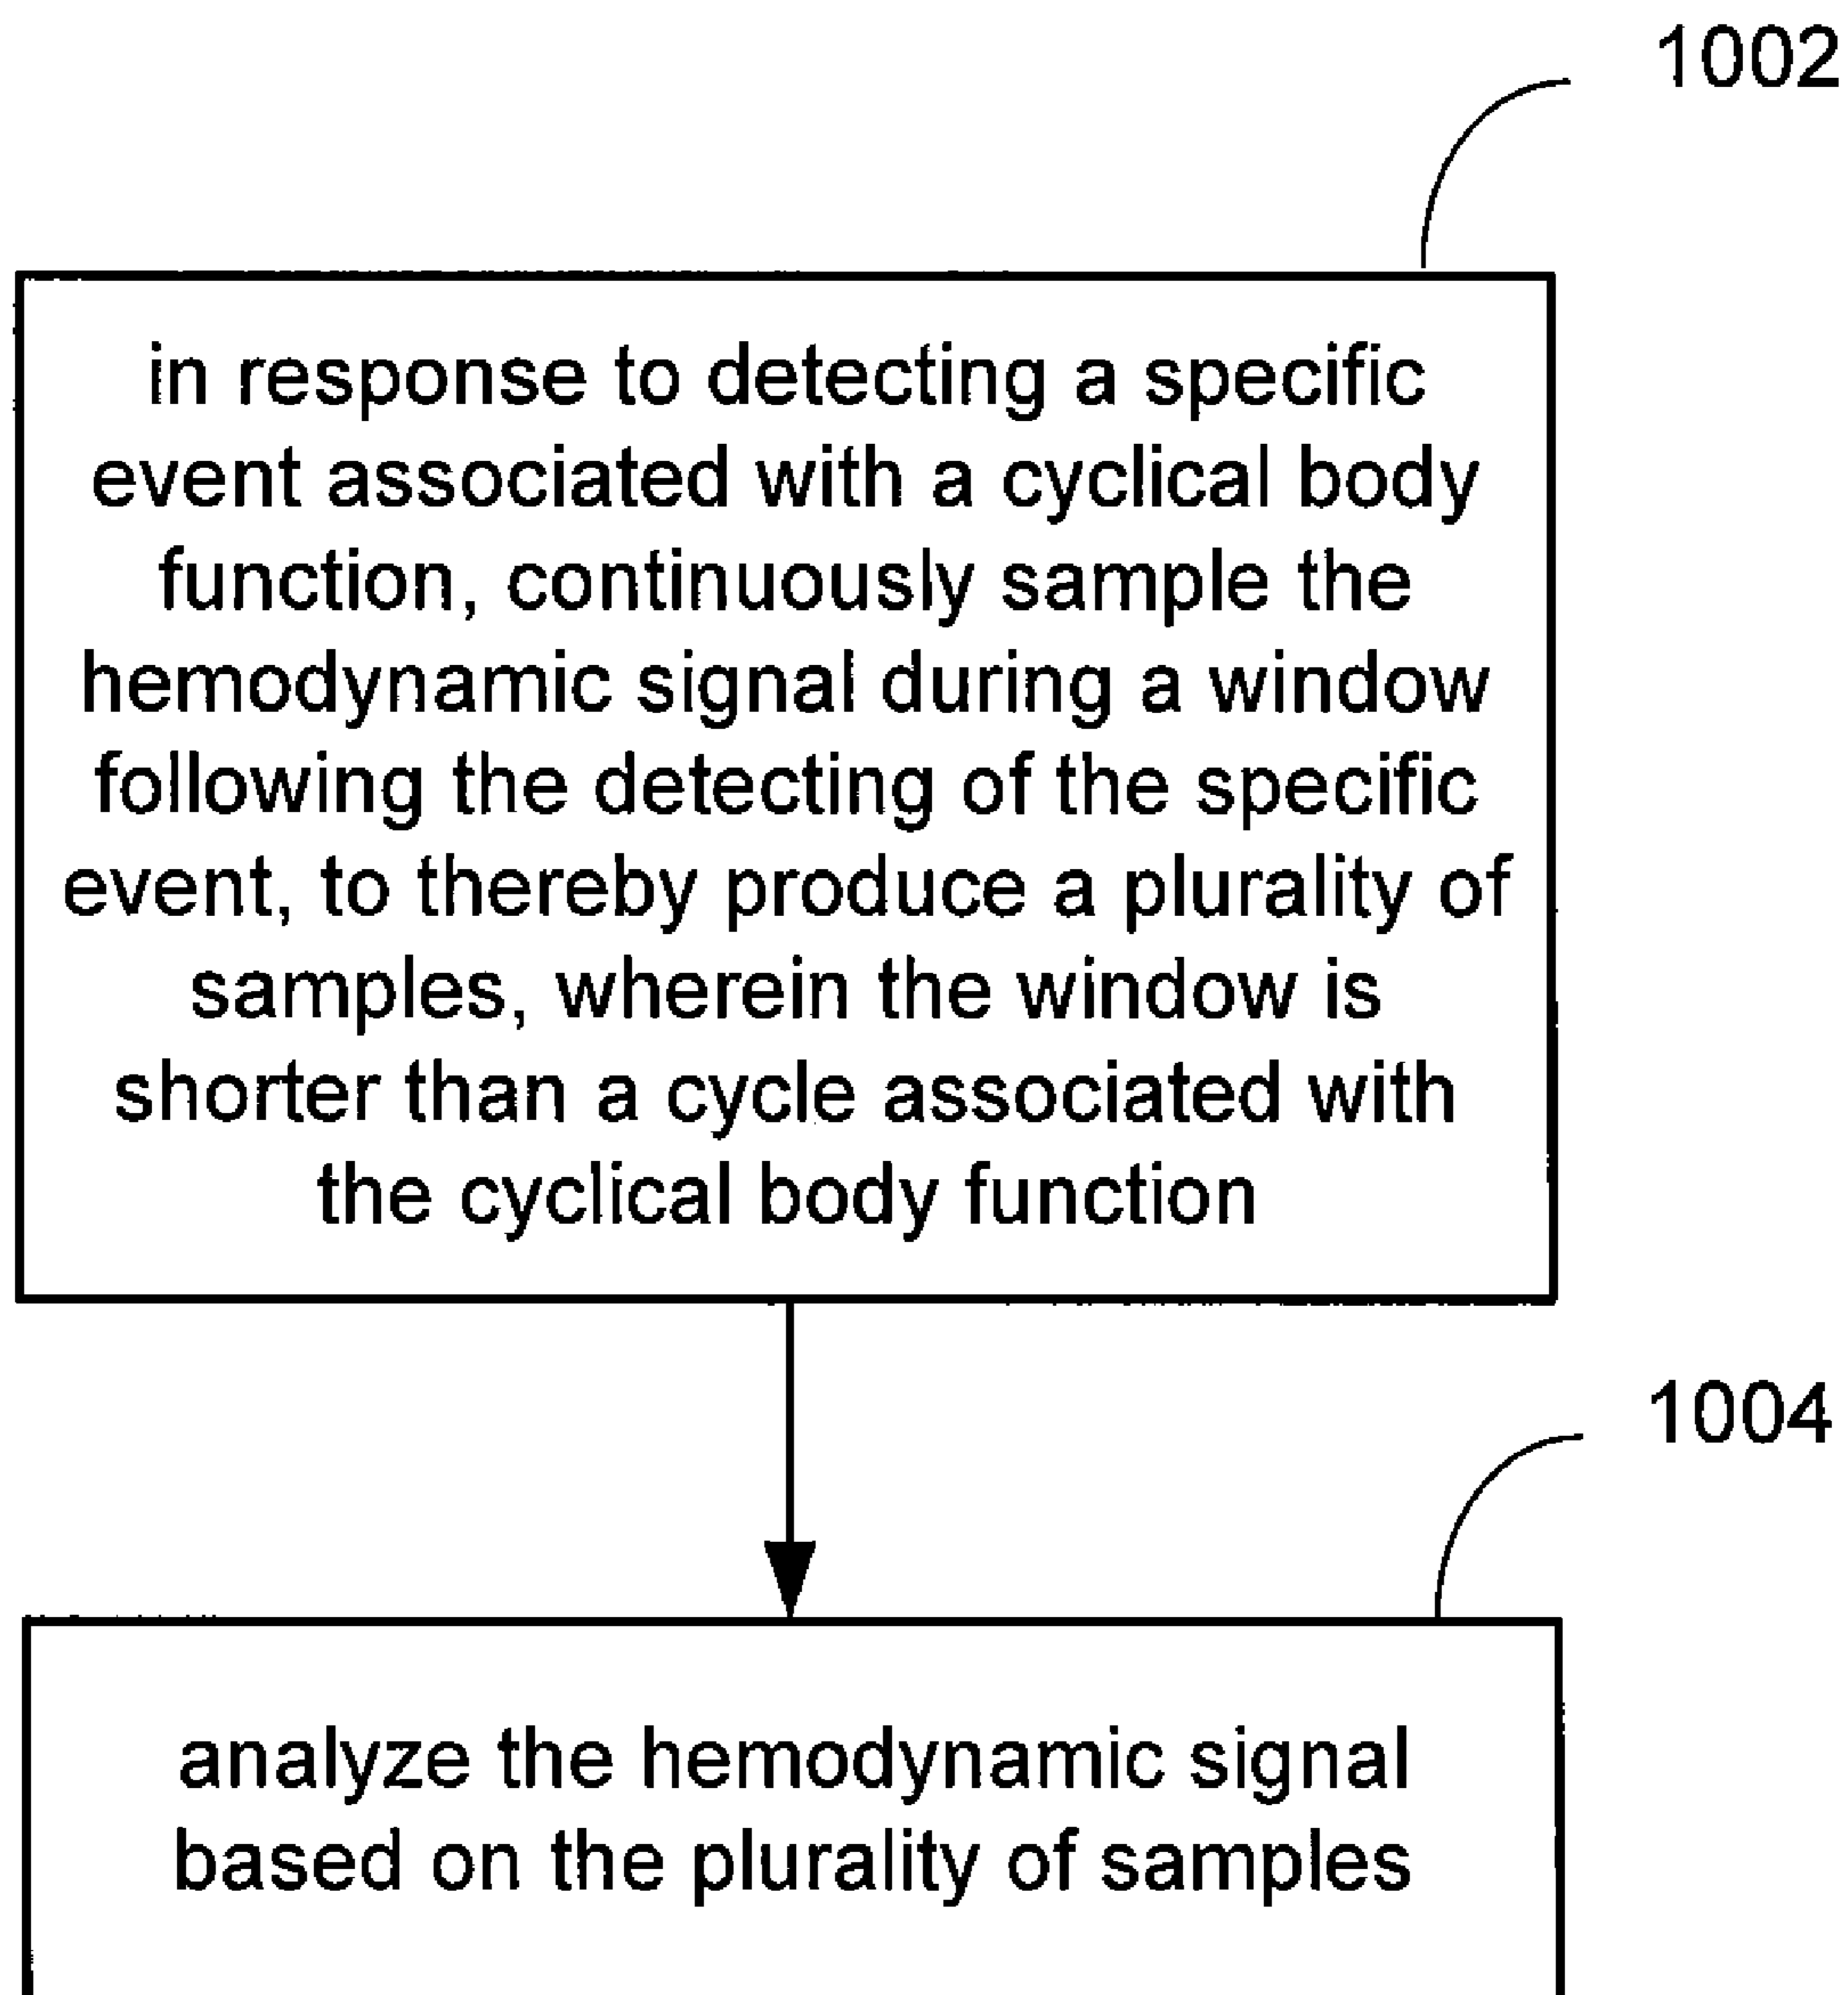 1002
in response to detecting a specific
event associated with a cyclical body
function, continuously sample the
hemodynamic signal during a window
following the detecting of the specific
event, to thereby produce a plurality of
samples, wherein the window is
shorter than a cycle associated with
the cyclical body function
1004
analyze the hemodynamic signal
based on the plurality of samples